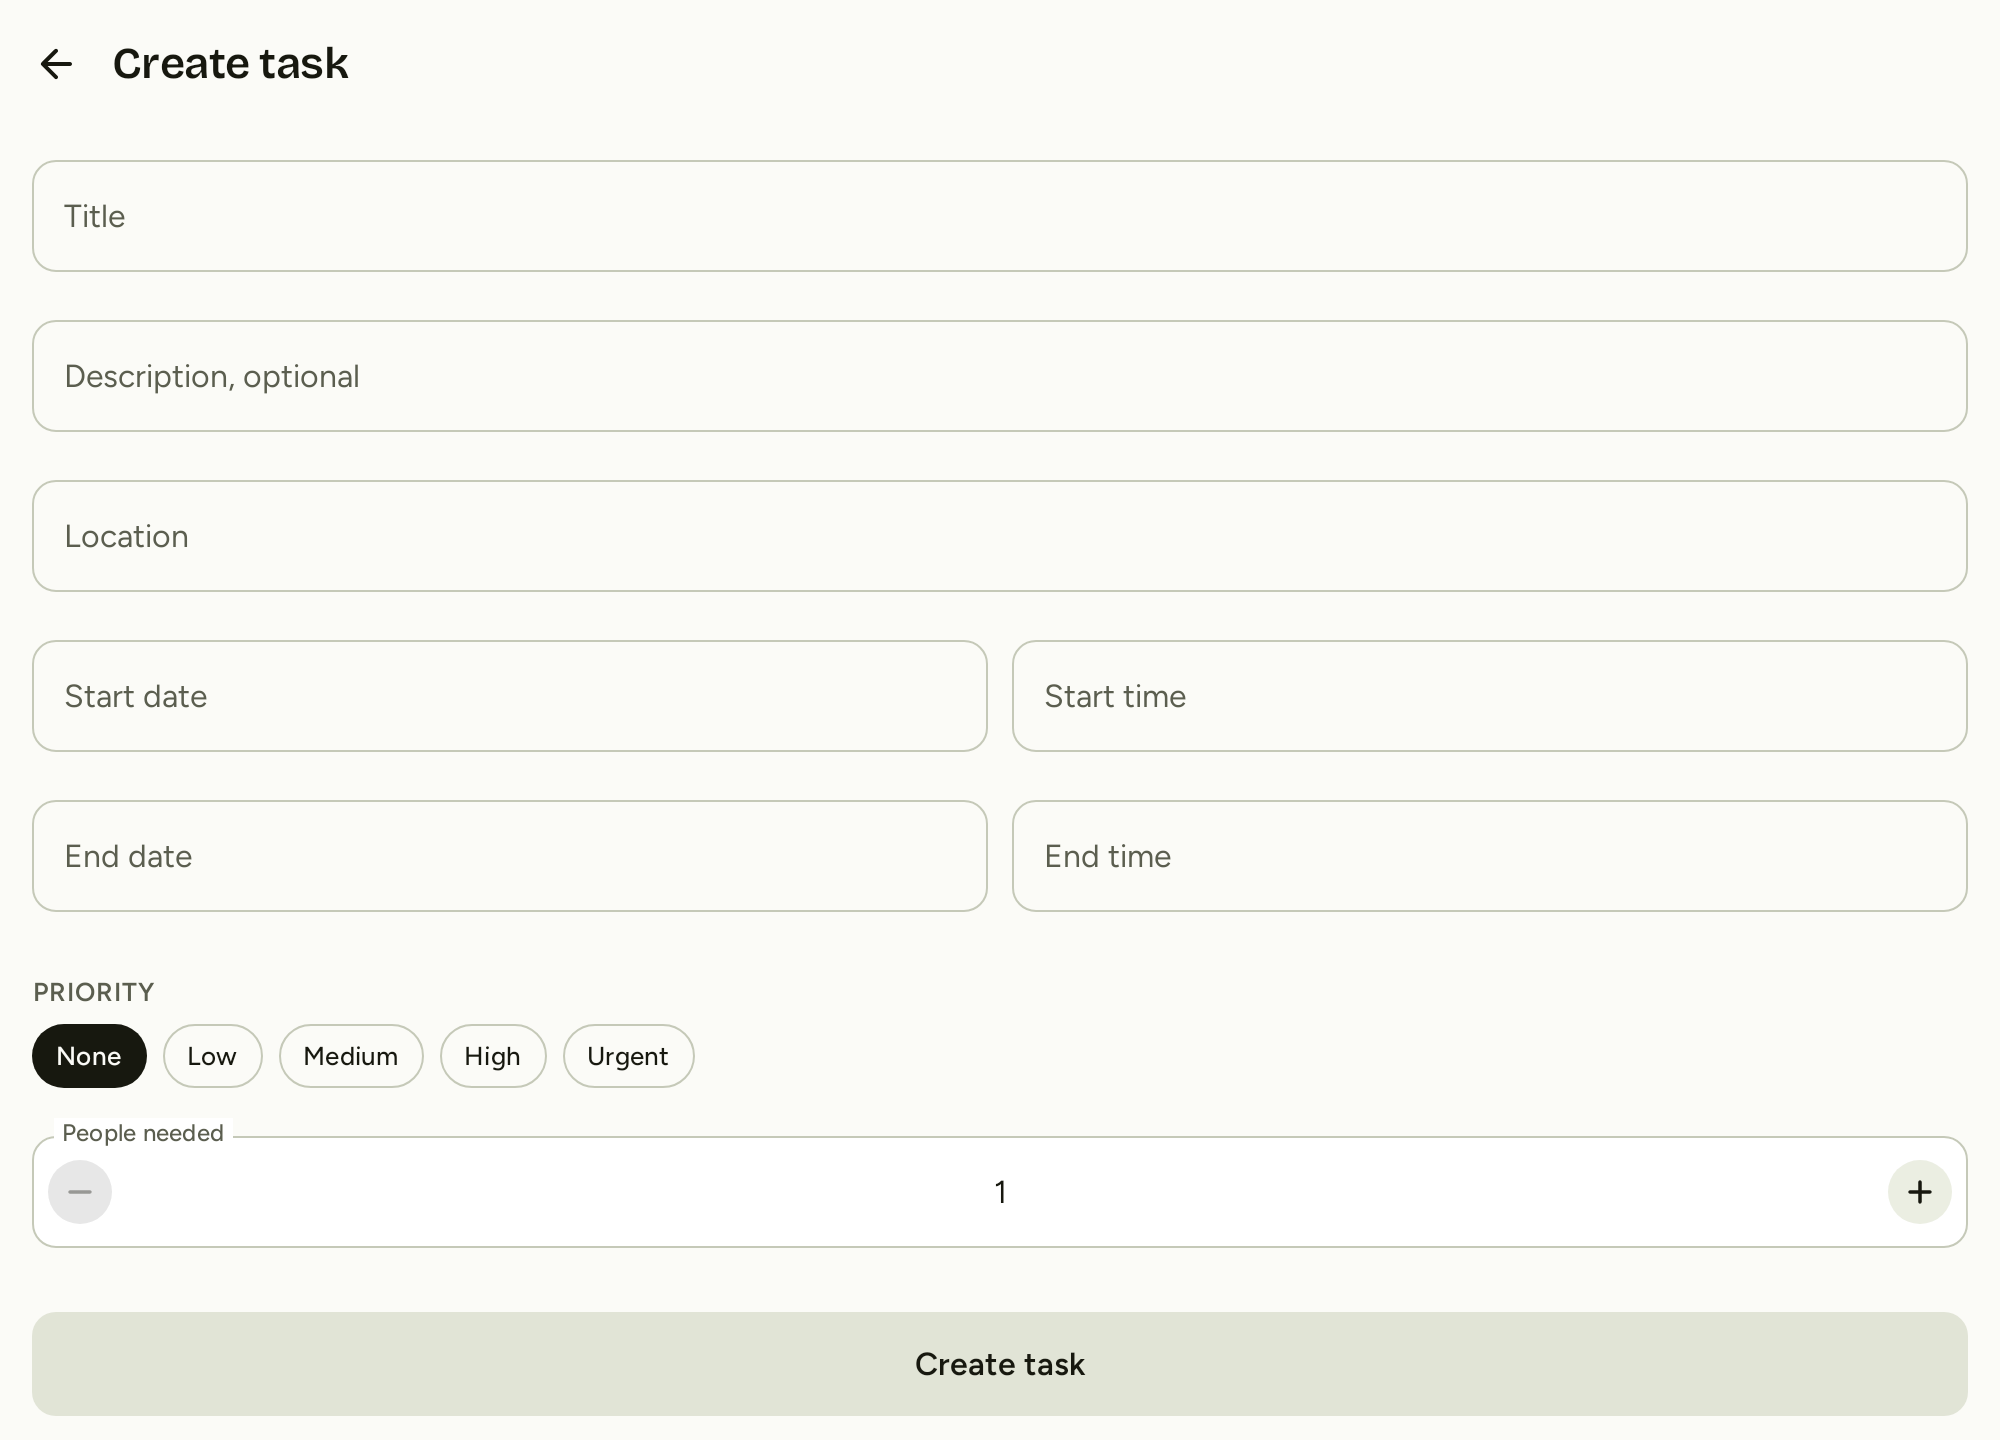 Create task
Title
Description, optional
Location
Start date
Start time
End date
End time
PRIORITY
None Low Medium High Urgent
People needed
1
Create task